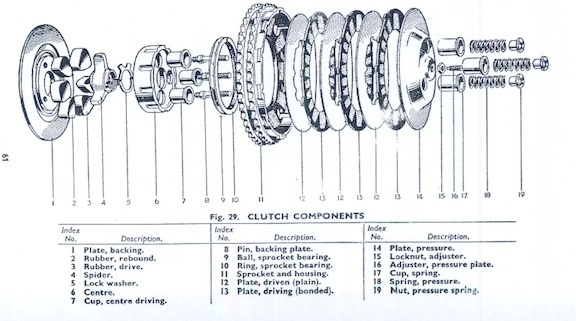 19
1 2 3 4 5 6 7 8 9 10 11 12 13 12 13 12 13 14 15 16 17 18 19
Fig. 29. CLUTCH COMPONENTS
Index
No. Description.
1 Plate, backing.
2 Rubber, rebound.
3 Rubber, drive.
4 Spider.
5 Lock washer.
6 Centre.
7 Cup, centre driving.
Index
No. Description.
8 Pin, backing plate.
9 Ball, sprocket bearing.
10 Ring, sprocket bearing.
11 Sprocket and housing.
12 Plate, driven (plain).
13 Plate, driving (bonded).
Index
No. Description.
14 Plate, pressure.
15 Locknut, adjuster.
16 Adjuster, pressure plate.
17 Cup, spring.
18 Spring, pressure.
19 Nut, pressure spring.